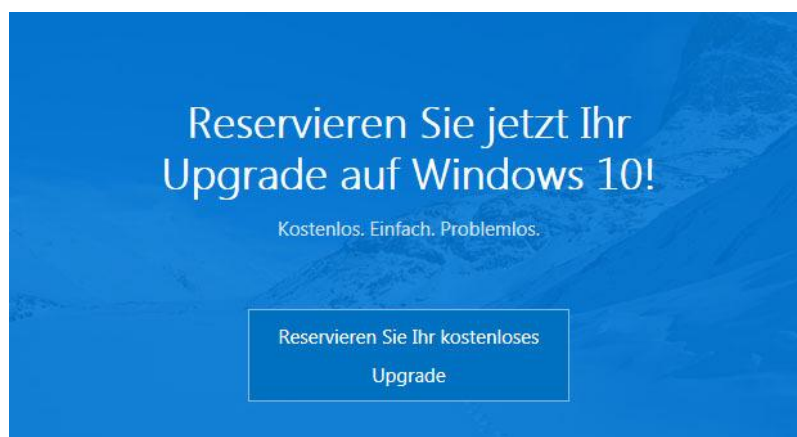 Reservieren Sie jetzt Ihr
Upgrade auf Windows 10!
Kostenlos. Einfach. Problemlos.
Reservieren Sie Ihr kostenloses
Upgrade